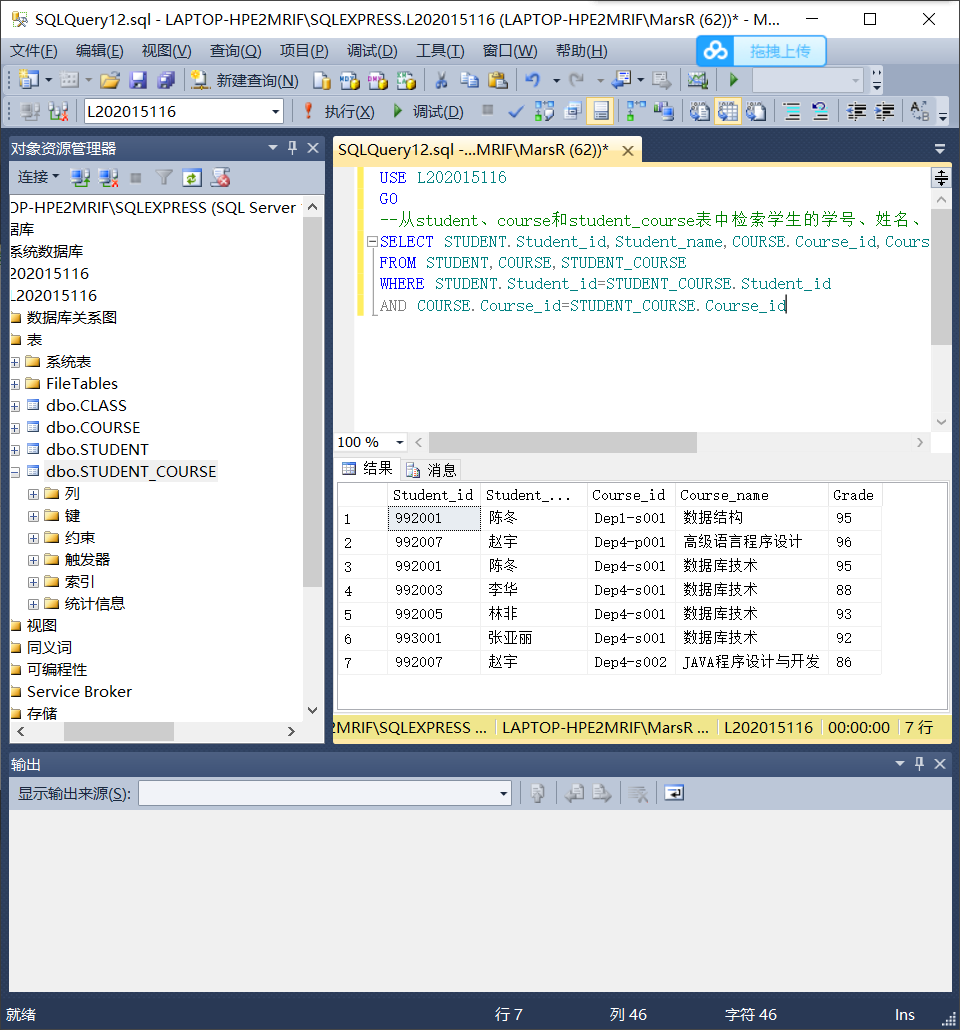 SQLQuery12.sql - LAPTOP-HPE2MRIF\SQLEXPRESS.L202015116 (LAPTOP-HPE2MRIF\MarsR (62))* - M...
文件(F) 编辑(E) 视图(V) 查询(Q) 项目(P) 调试(D) 工具(T) 窗口(W) 帮助(H)
拖拽上传
新建查询(N)
L202015116 执行(X) 调试(D)
对象资源管理器
连接
OP-HPE2MRIF\SQLEXPRESS (SQL Server
据库
系统数据库
202015116
L202015116
数据库关系图
表
系统表
FileTables
dbo.CLASS
dbo.COURSE
dbo.STUDENT
dbo.STUDENT_COURSE
列
键
约束
触发器
索引
统计信息
视图
同义词
可编程性
Service Broker
存储
SQLQuery12.sql -...MRIF\MarsR (62))*
USE L202015116
GO
--从student、course和student_course表中检索学生的学号、姓名、
SELECT STUDENT.Student_id,Student_name,COURSE.Course_id,Cours
FROM STUDENT,COURSE,STUDENT_COURSE
WHERE STUDENT.Student_id=STUDENT_COURSE.Student_id
AND COURSE.Course_id=STUDENT_COURSE.Course_id
100 %
结果 消息
Student_id Student_... Course_id Course_name Grade
1 992001 陈冬 Dep1-s001 数据结构 95
2 992007 赵宇 Dep4-p001 高级语言程序设计 96
3 992001 陈冬 Dep4-s001 数据库技术 95
4 992003 李华 Dep4-s001 数据库技术 88
5 992005 林非 Dep4-s001 数据库技术 93
6 993001 张亚丽 Dep4-s001 数据库技术 92
7 992007 赵宇 Dep4-s002 JAVA程序设计与开发 86
2MRIF\SQLEXPRESS ... LAPTOP-HPE2MRIF\MarsR ... L202015116 00:00:00 7 行
输出
显示输出来源(S):
就绪 行 7 列 46 字符 46 Ins